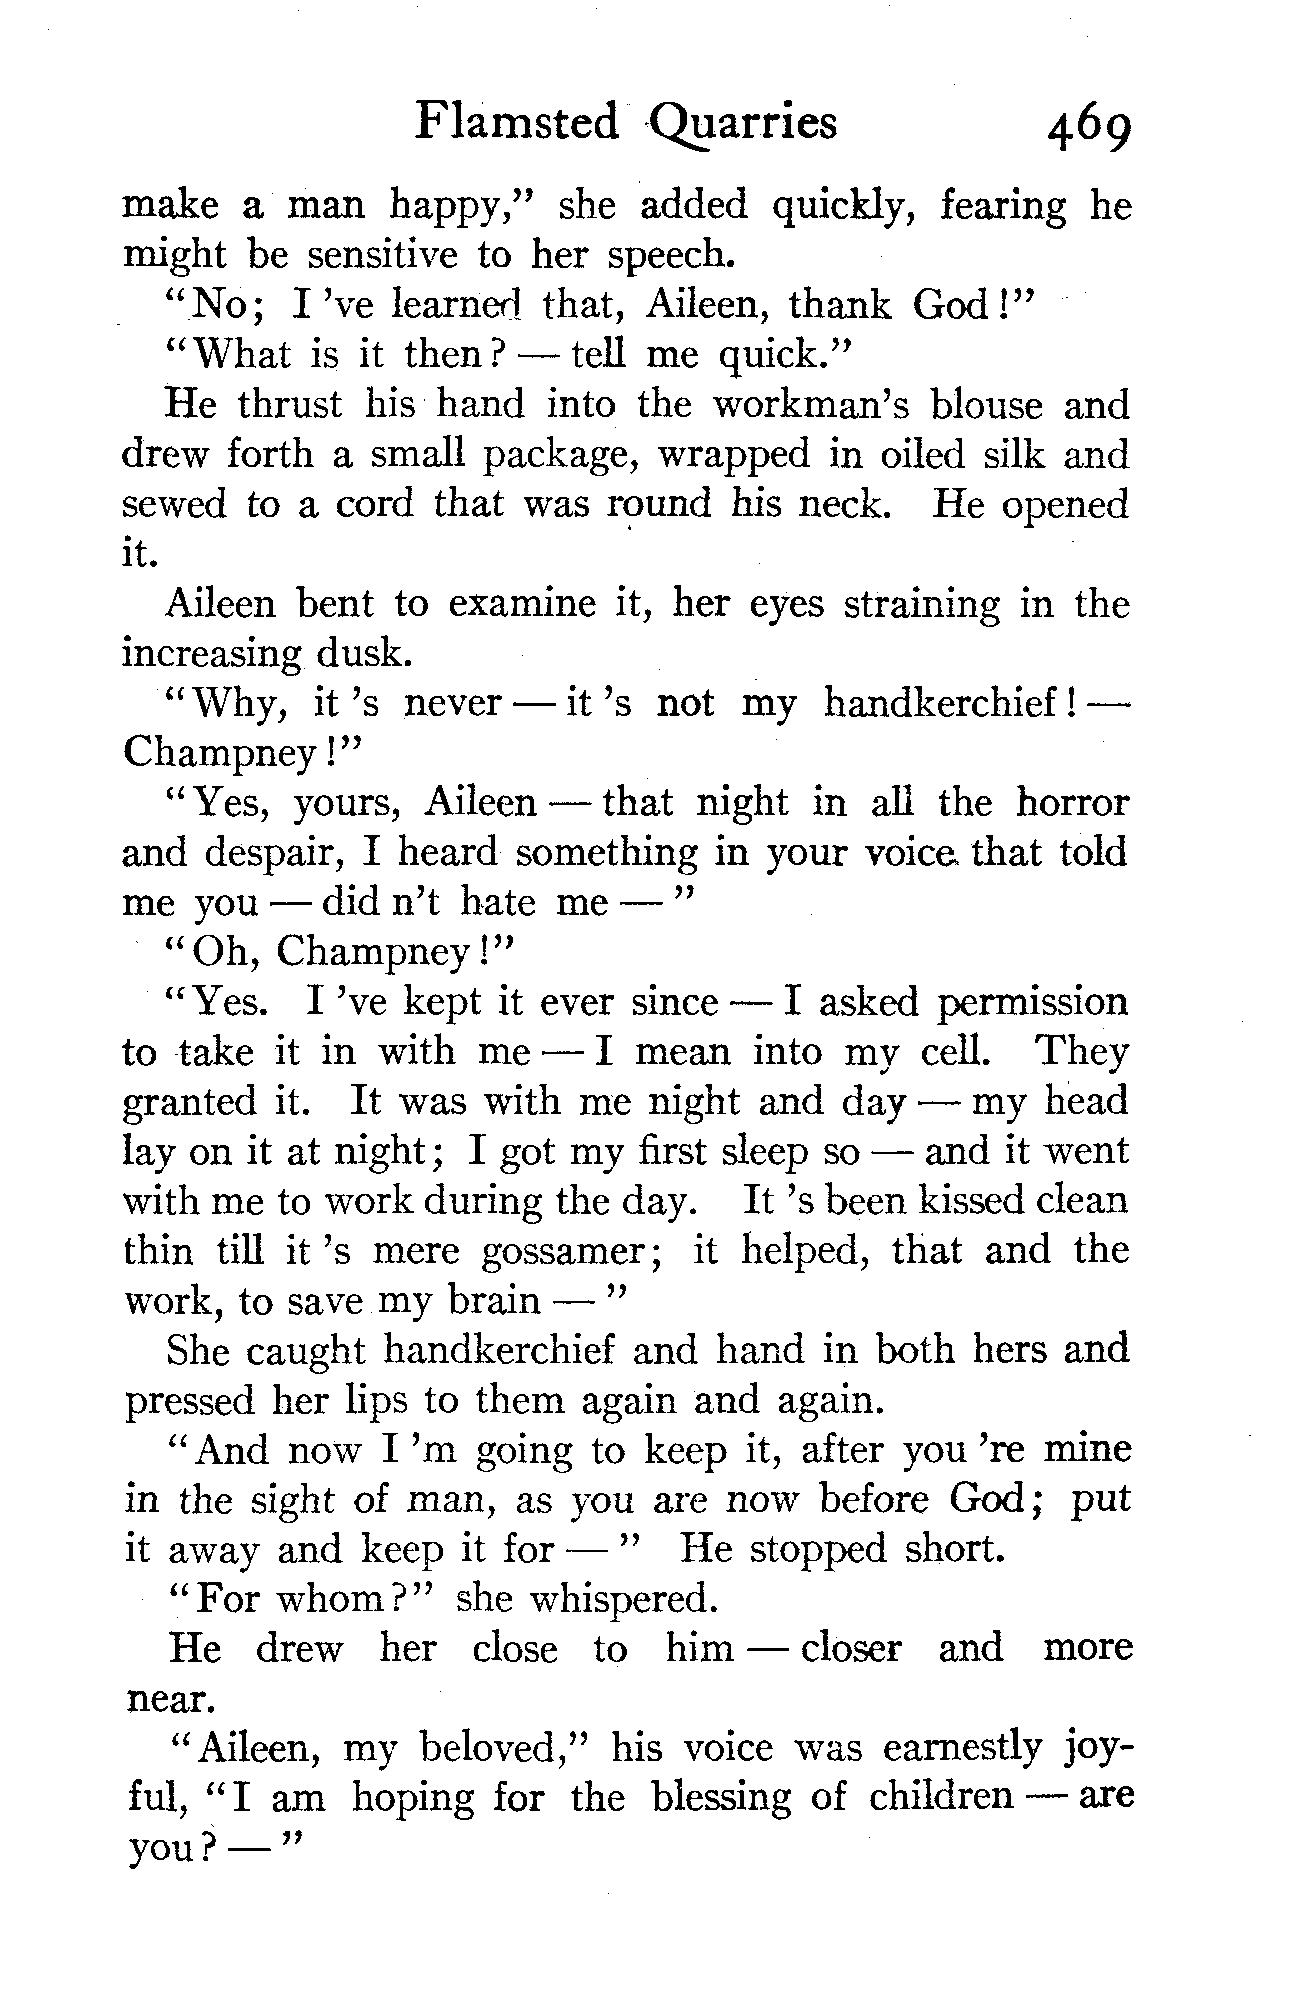 Flamsted Quarries 469
make a man happy,” she added quickly, fearing he
might be sensitive to her speech.
“No; I 've learned that, Aileen, thank God!”
“What is it then? — tell me quick.”
He thrust his hand into the workman's blouse and
drew forth a small package, wrapped in oiled silk and
sewed to a cord that was round his neck. He opened
it.
Aileen bent to examine it, her eyes straining in the
increasing dusk.
“Why, it 's never — it 's not my handkerchief! —
Champney!”
“Yes, yours, Aileen — that night in all the horror
and despair, I heard something in your voice that told
me you — did n't hate me — ”
“Oh, Champney!”
“Yes. I 've kept it ever since — I asked permission
to take it in with me — I mean into my cell. They
granted it. It was with me night and day — my head
lay on it at night; I got my first sleep so — and it went
with me to work during the day. It 's been kissed clean
thin till it 's mere gossamer; it helped, that and the
work, to save my brain — ”
She caught handkerchief and hand in both hers and
pressed her lips to them again and again.
“And now I 'm going to keep it, after you 're mine
in the sight of man, as you are now before God; put
it away and keep it for — ” He stopped short.
“For whom?” she whispered.
He drew her close to him — closer and more
near.
“Aileen, my beloved,” his voice was earnestly joy-
ful, “I am hoping for the blessing of children — are
you? — ”